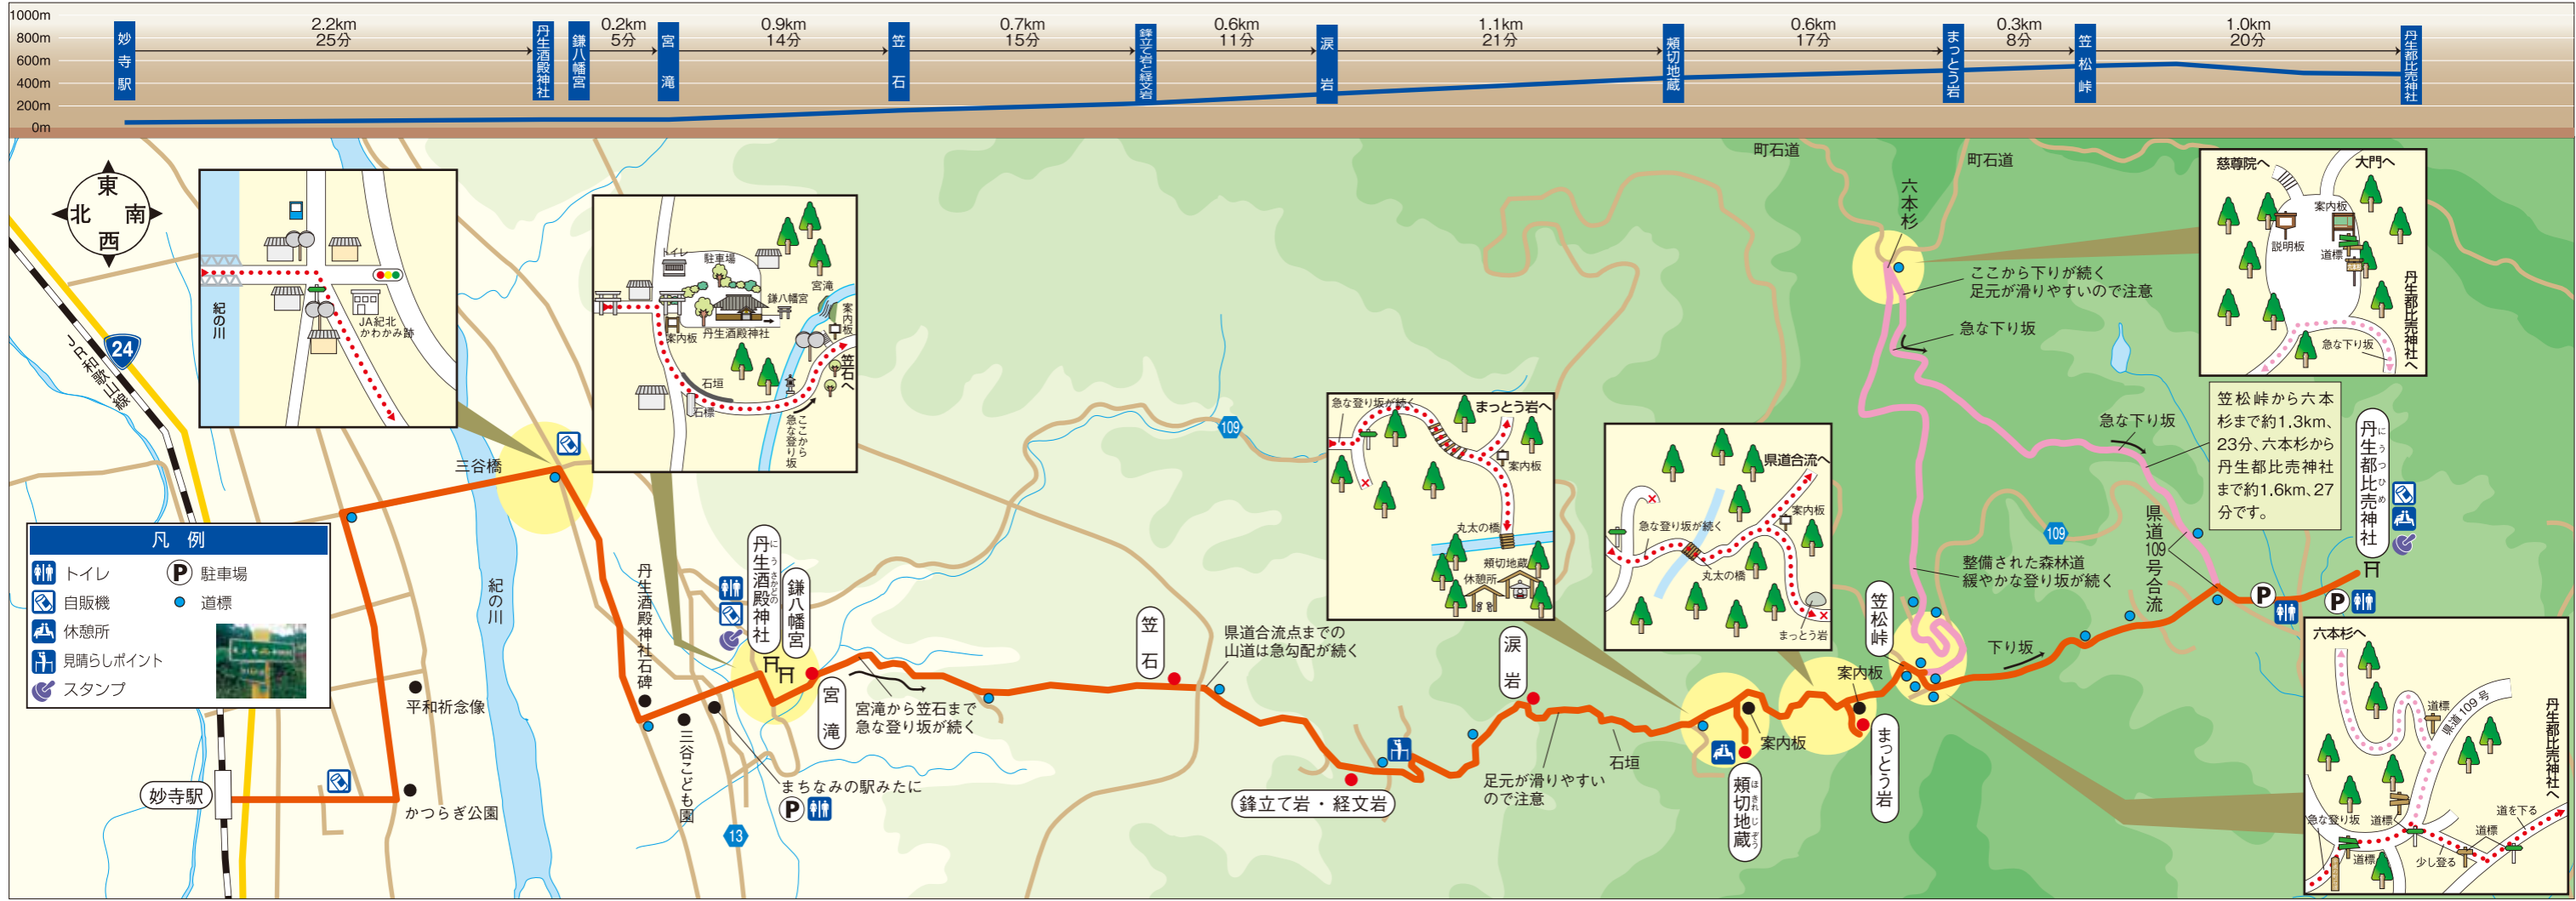 1000m
800m
600m
400m
200m
0m
妙寺駅
2.2km
25分
丹生酒殿神社
鎌八幡宮
0.2km
5分
宮滝
0.9km
14分
笠石
0.7km
15分
鋒立て岩と経文岩
0.6km
11分
涙岩
1.1km
21分
頬切地蔵
0.6km
17分
まっとう岩
0.3km
8分
笠松峠
1.0km
20分
丹生都比売神社
東
北 南
西
24
JR和歌山線
紀の川
JA紀北
かわかみ跡
三谷橋
紀の川
凡 例
トイレ
駐車場
自販機
道標
休憩所
見晴らしポイント
スタンプ
平和祈念像
かつらぎ公園
妙寺駅
トイレ
駐車場
鎌八幡宮
宮滝
案内板
案内板
丹生酒殿神社
笠石へ
石垣
石標
ここから
急な登り坂
丹生酒殿神社石碑
丹生酒殿神社
にうさかどの
鎌八幡宮
宮滝
三谷こども園
まちなみの駅みたに
P
13
宮滝から笠石まで
急な登り坂が続く
笠石
109
県道合流点までの
山道は急勾配が続く
鋒立て岩・経文岩
涙岩
足元が滑りやすい
ので注意
石垣
急な登り坂が続く
まっとう岩へ
案内板
丸太の橋
頬切地蔵
休憩所
案内板
頬切地蔵
ほきれじぞう
県道合流へ
案内板
急な登り坂が続く
丸太の橋
まっとう岩
案内板
まっとう岩
笠松峠
町石道
町石道
六本杉
ここから下りが続く
足元が滑りやすいので注意
急な下り坂
急な下り坂
整備された森林道
緩やかな登り坂が続く
109
下り坂
県道109号合流
慈尊院へ
大門へ
案内板
説明板
道標
丹生都比売神社へ
急な下り坂
笠松峠から六本
杉まで約1.3km、
23分、六本杉から
丹生都比売神社
まで約1.6km、27
分です。
丹生都比売神社
にうつひめ
P
P
六本杉へ
道標
県道109号
丹生都比売神社へ
道を下る
急な登り坂
道標
道標
道標
少し登る